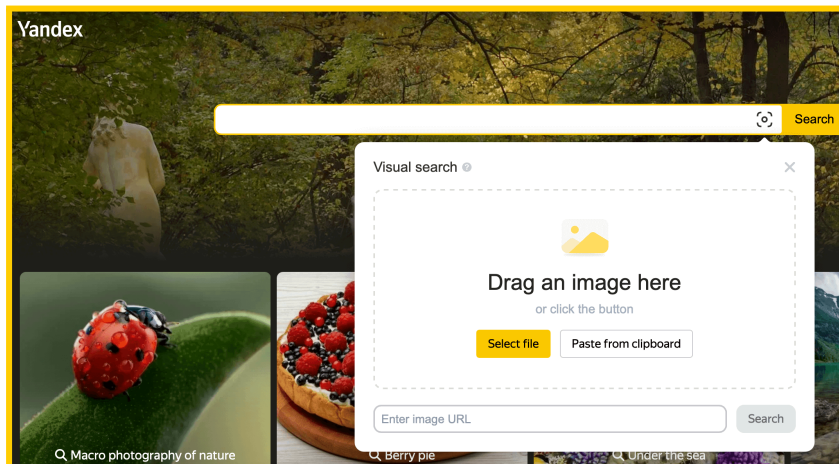 Yandex
Search
Visual search
Drag an image here
or click the button
Select file
Paste from clipboard
Enter image URL
Search
Macro photography of nature
Berry pie
Under the sea